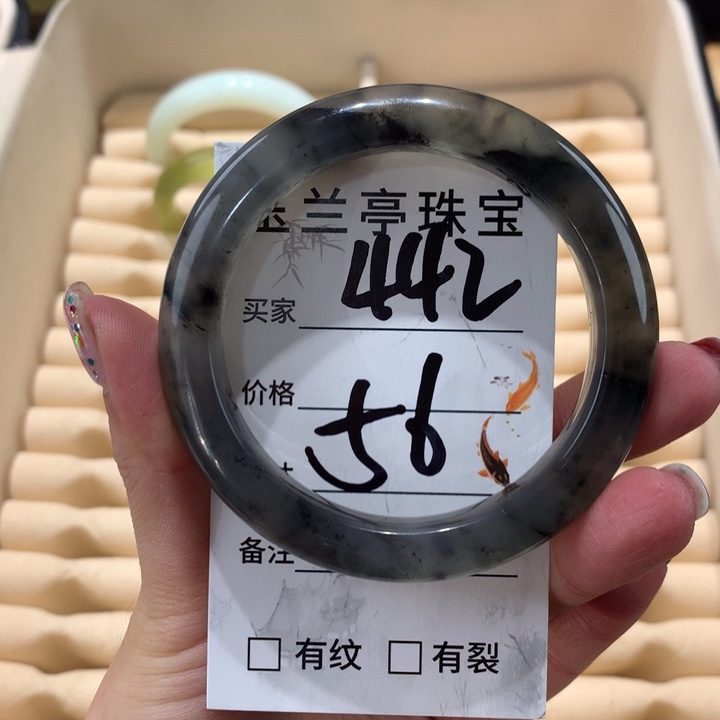 兰亭珠宝
买家 442
价格
56
备注
□ 有纹 □ 有裂